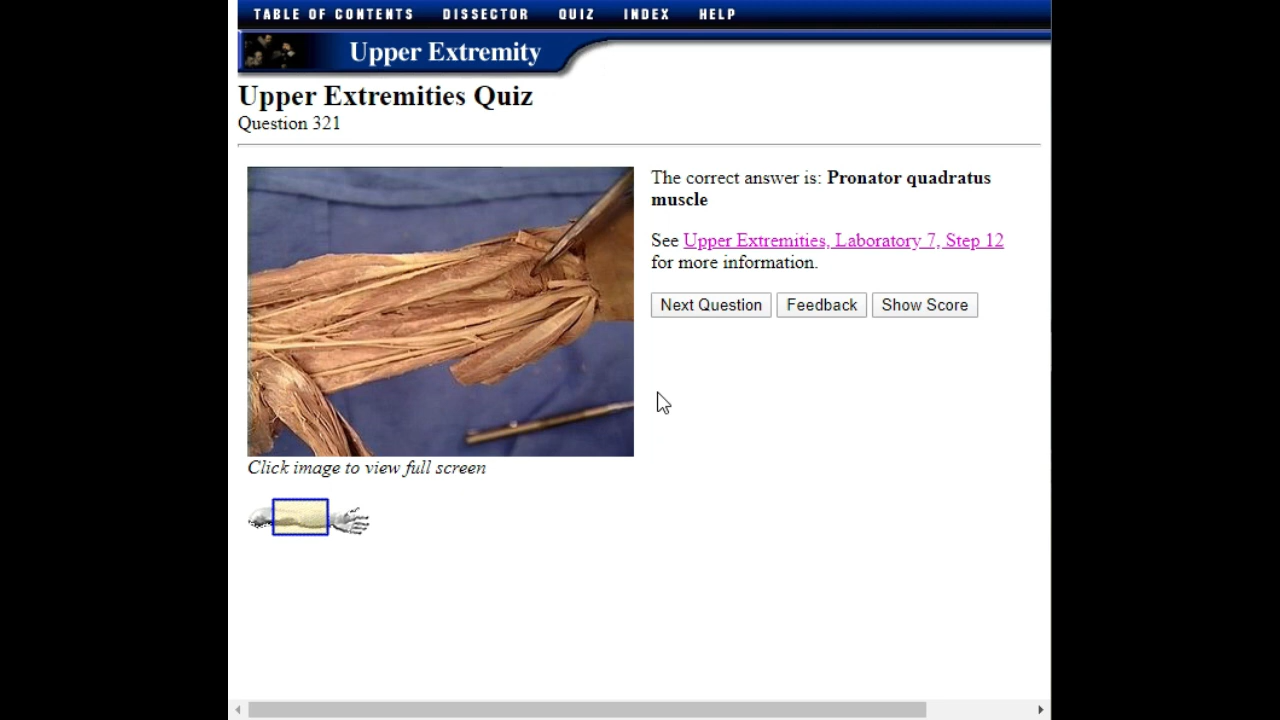 TABLE OF CONTENTS DISSECTOR QUIZ INDEX HELP
Upper Extremity
Upper Extremities Quiz
Question 321
The correct answer is: Pronator quadratus
muscle
See Upper Extremities, Laboratory 7, Step 12
for more information.
Next Question Feedback Show Score
Click image to view full screen